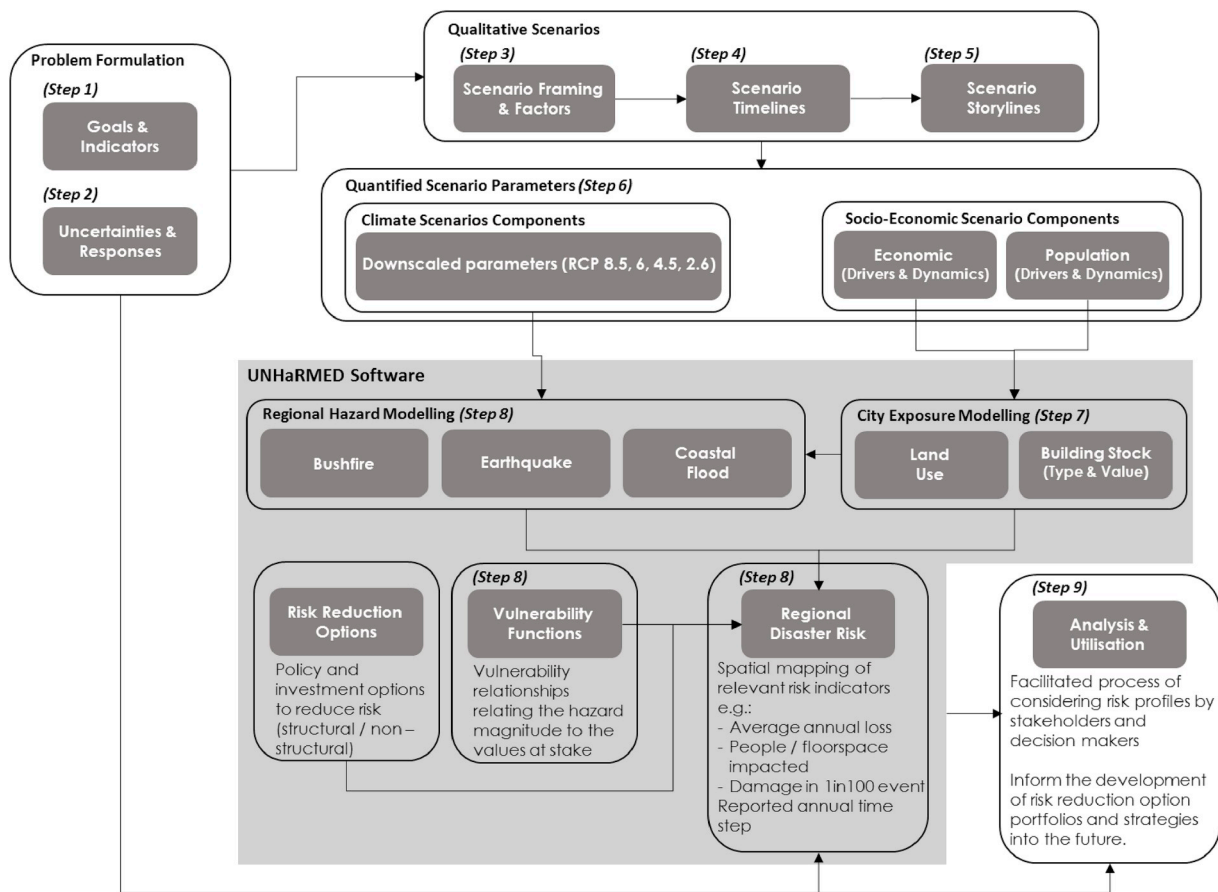 Problem Formulation
(Step 1)
Goals &
Indicators
(Step 2)
Uncertainties &
Responses
Qualitative Scenarios
(Step 3)
Scenario Framing
& Factors
(Step 4)
Scenario
Timelines
(Step 5)
Scenario
Storylines
Quantified Scenario Parameters (Step 6)
Climate Scenarios Components
Downscaled parameters (RCP 8.5, 6, 4.5, 2.6)
Socio-Economic Scenario Components
Economic
(Drivers & Dynamics)
Population
(Drivers & Dynamics)
UNHaRMED Software
Regional Hazard Modelling (Step 8)
Bushfire
Earthquake
Coastal
Flood
City Exposure Modelling (Step 7)
Land
Use
Building Stock
(Type & Value)
Risk Reduction
Options
Policy and
investment options
to reduce risk
(structural / non –
structural)
(Step 8)
Vulnerability
Functions
Vulnerability
relationships
relating the hazard
magnitude to the
values at stake
(Step 8)
Regional
Disaster Risk
Spatial mapping of
relevant risk indicators
e.g.:
- Average annual loss
- People / floorspace
impacted
- Damage in 1in100 event
Reported annual time
step
(Step 9)
Analysis &
Utilisation
Facilitated process of
considering risk profiles by
stakeholders and
decision makers
Inform the development
of risk reduction option
portfolios and strategies
into the future.